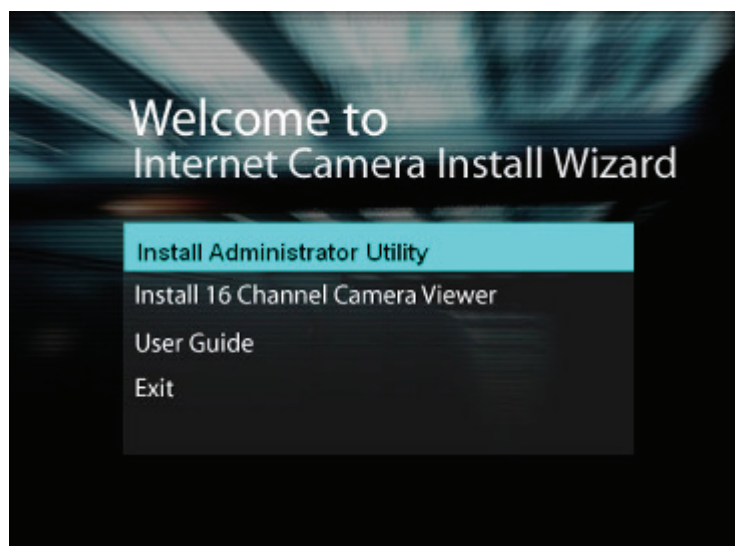 Welcome to
Internet Camera Install Wizard
Install Administrator Utility
Install 16 Channel Camera Viewer
User Guide
Exit